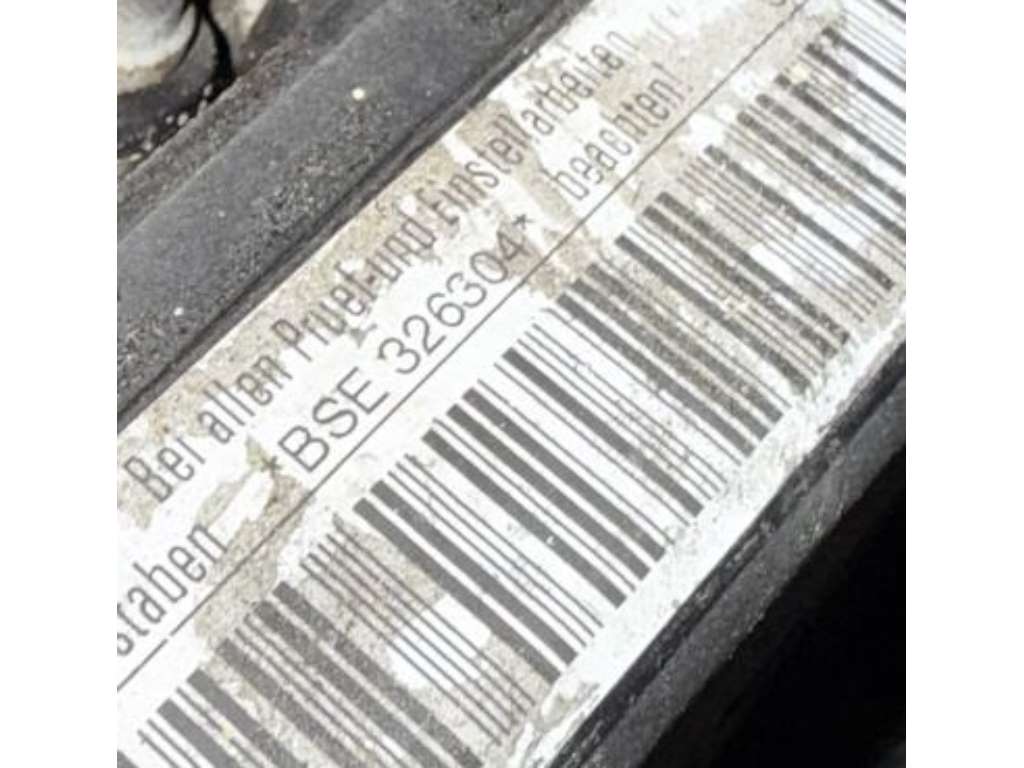 Bei allen Pruef-und Einstellarbeiten
staben *BSE 326304* beachten!